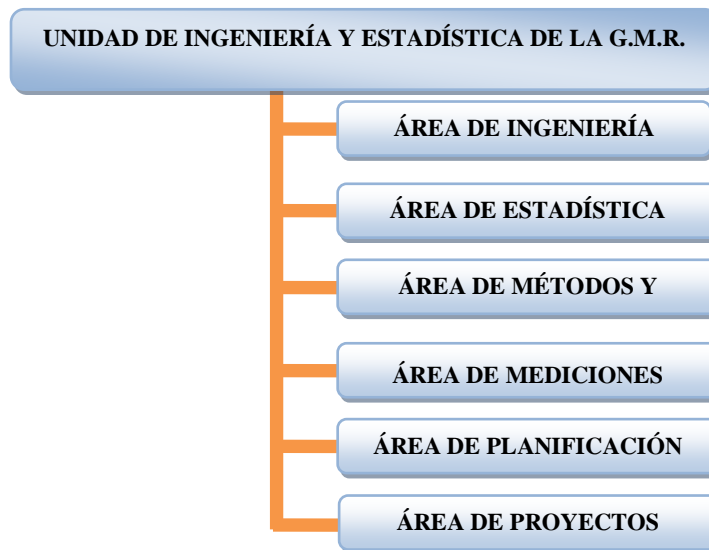 UNIDAD DE INGENIERÍA Y ESTADÍSTICA DE LA G.M.R.
ÁREA DE INGENIERÍA
ÁREA DE ESTADÍSTICA
ÁREA DE MÉTODOS Y
ÁREA DE MEDICIONES
ÁREA DE PLANIFICACIÓN
ÁREA DE PROYECTOS